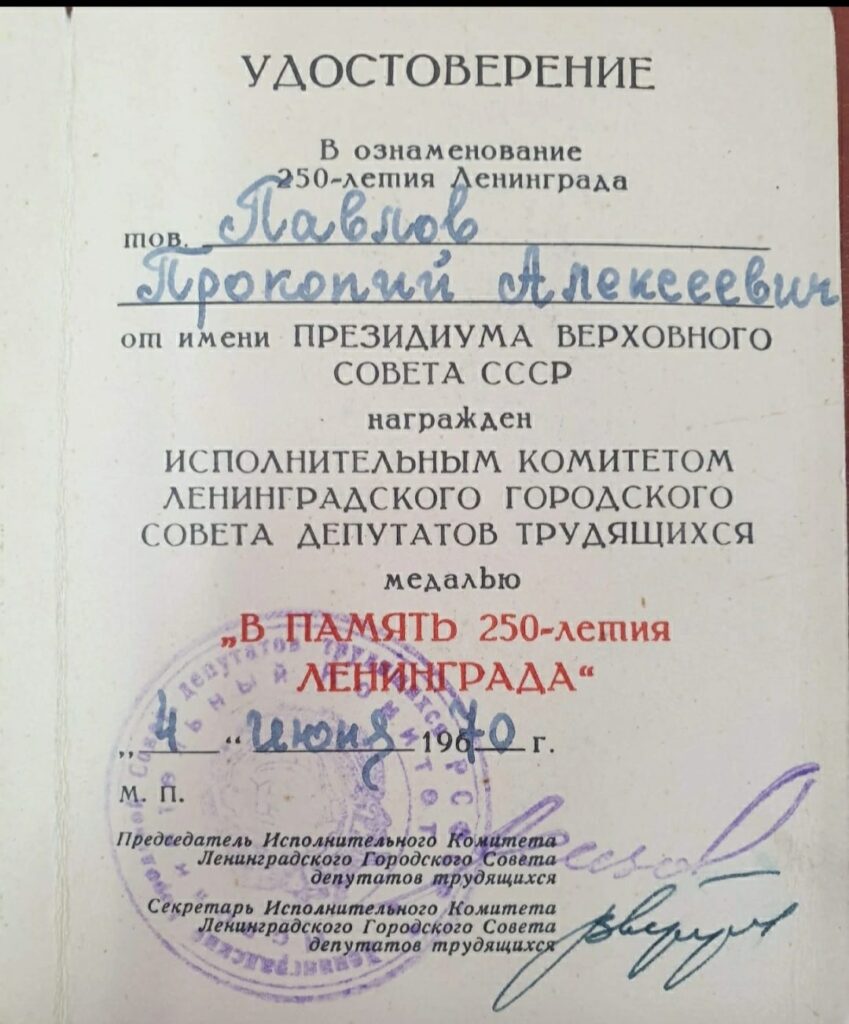 УДОСТОВЕРЕНИЕ
В ознаменование
250-летия Ленинграда
тов. Павлов
Прокопий Алексеевич
от имени ПРЕЗИДИУМА ВЕРХОВНОГО
СОВЕТА СССР
награжден
ИСПОЛНИТЕЛЬНЫМ КОМИТЕТОМ
ЛЕНИНГРАДСКОГО ГОРОДСКОГО
СОВЕТА ДЕПУТАТОВ ТРУДЯЩИХСЯ
медалью
„В ПАМЯТЬ 250-летия
ЛЕНИНГРАДА“
„4“ июня 1970 г.
М. П.
Председатель Исполнительного Комитета
Ленинградского Городского Совета
депутатов трудящихся
Секретарь Исполнительного Комитета
Ленинградского Городского Совета
депутатов трудящихся